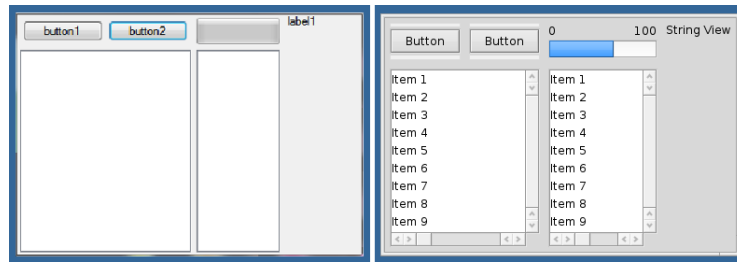 button1 button2 label1
Button Button 0 100 String View
Item 1 Item 1
Item 2 Item 2
Item 3 Item 3
Item 4 Item 4
Item 5 Item 5
Item 6 Item 6
Item 7 Item 7
Item 8 Item 8
Item 9 Item 9